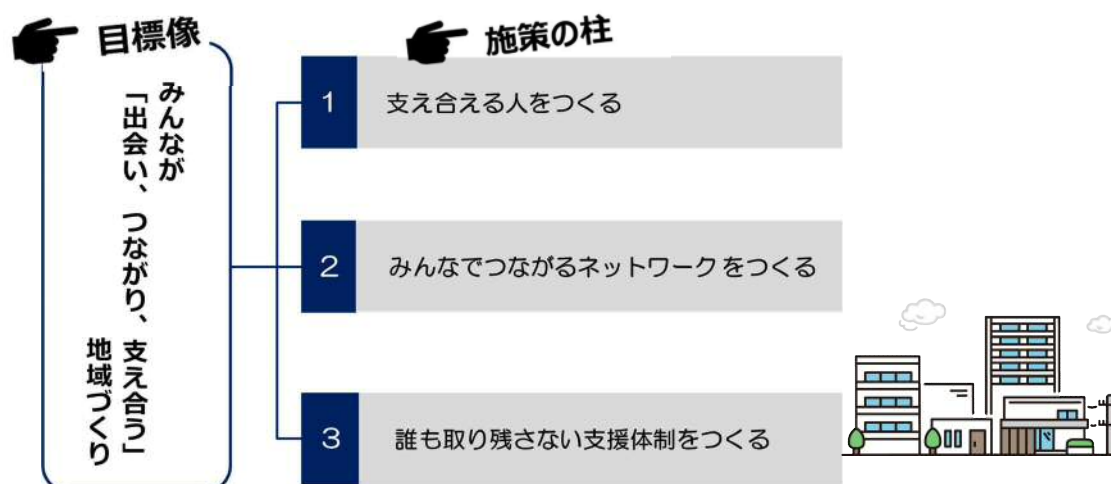 目標像
みんなが
「出会い、つながり、支え合う」
地域づくり
施策の柱
1
支え合える人をつくる
2
みんなでつながるネットワークをつくる
3
誰も取り残さない支援体制をつくる